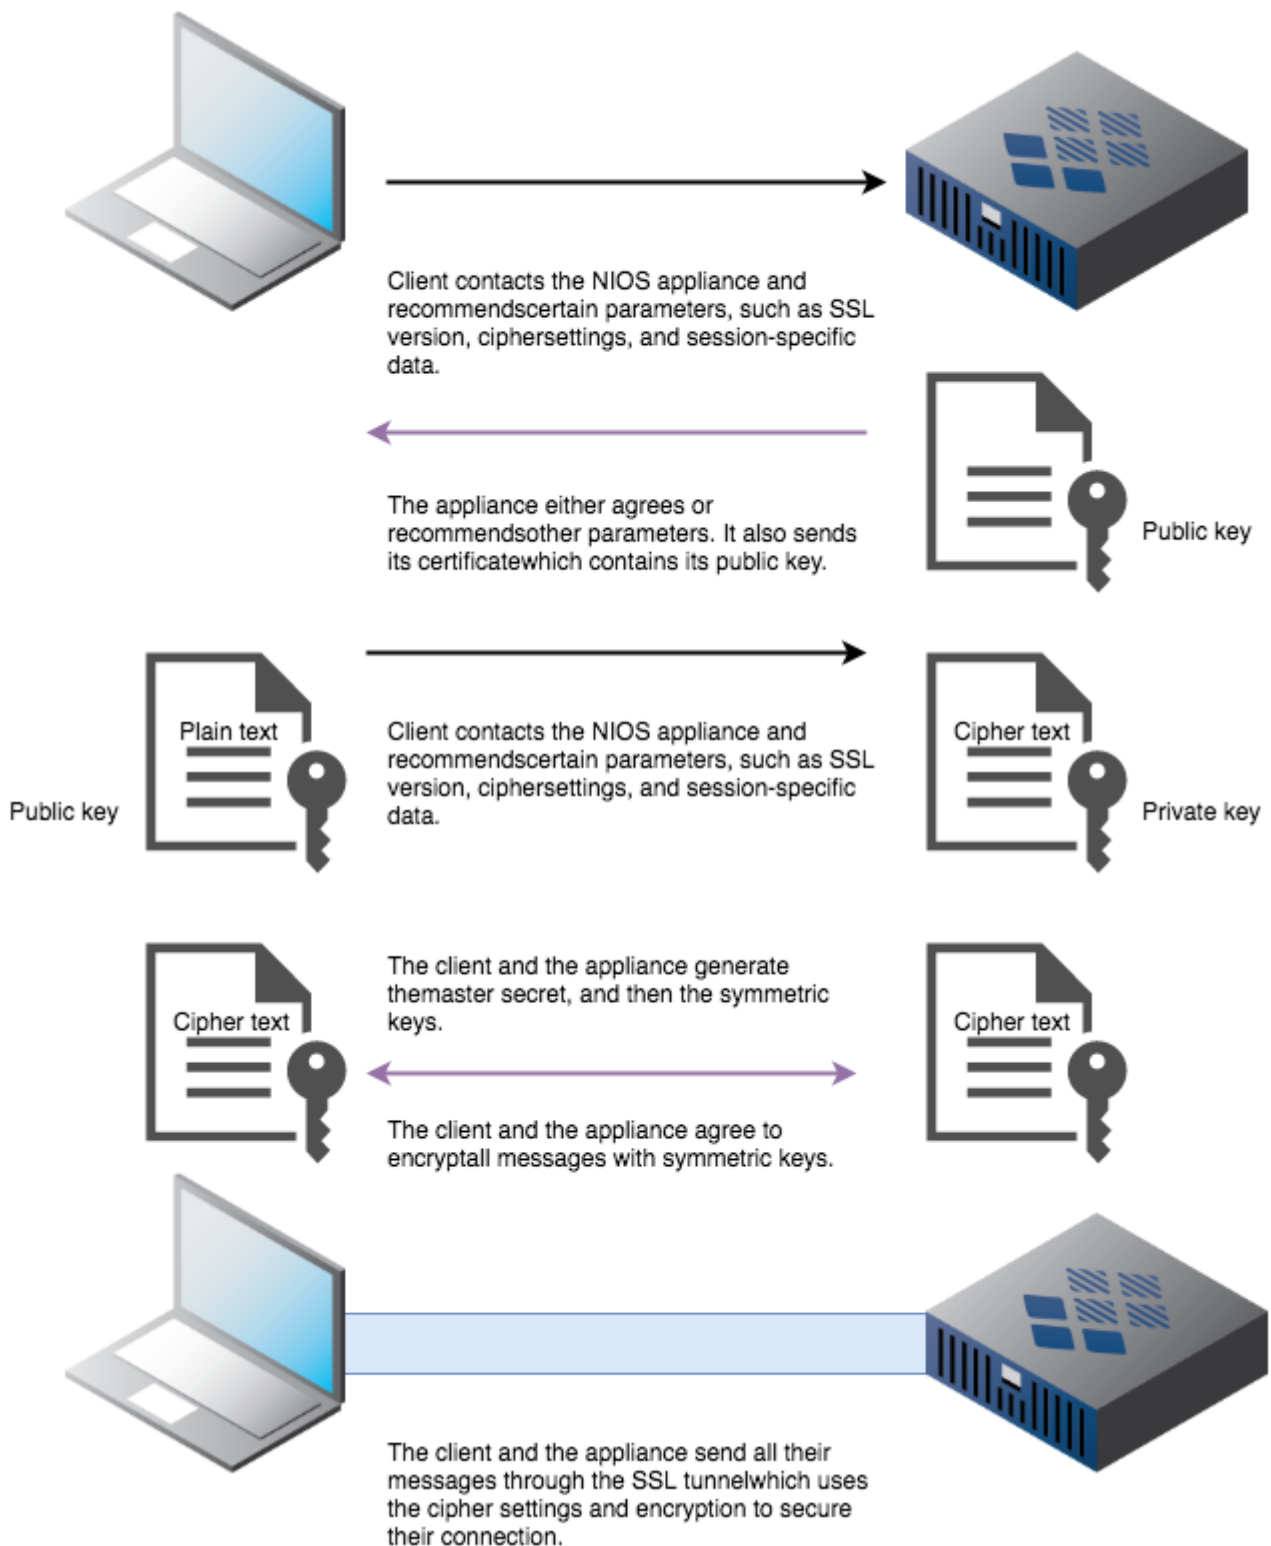 Client contacts the NIOS appliance and
recommendscertain parameters, such as SSL
version, ciphersettings, and session-specific
data.
The appliance either agrees or
recommendsother parameters. It also sends
its certificatewhich contains its public key.
Public key
Plain text
Public key
Client contacts the NIOS appliance and
recommendscertain parameters, such as SSL
version, ciphersettings, and session-specific
data.
Cipher text
Private key
Cipher text
The client and the appliance generate
themaster secret, and then the symmetric
keys.
Cipher text
The client and the appliance agree to
encryptall messages with symmetric keys.
The client and the appliance send all their
messages through the SSL tunnelwhich uses
the cipher settings and encryption to secure
their connection.